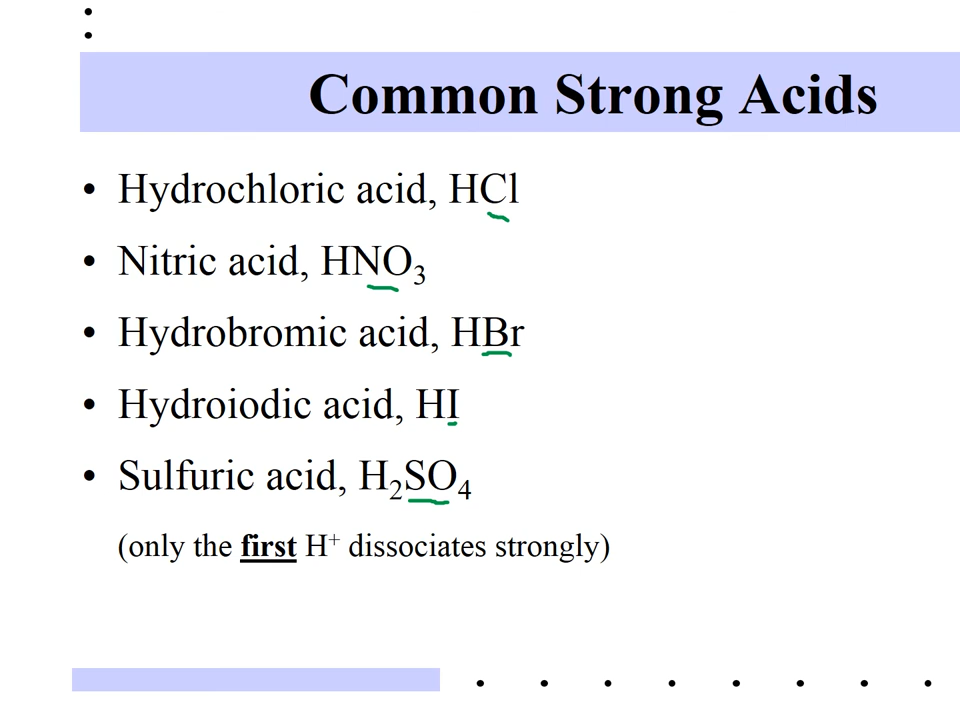 Common Strong Acids
• Hydrochloric acid, HCl
• Nitric acid, HNO₃
• Hydrobromic acid, HBr
• Hydroiodic acid, HI
• Sulfuric acid, H₂SO₄
(only the first H⁺ dissociates strongly)